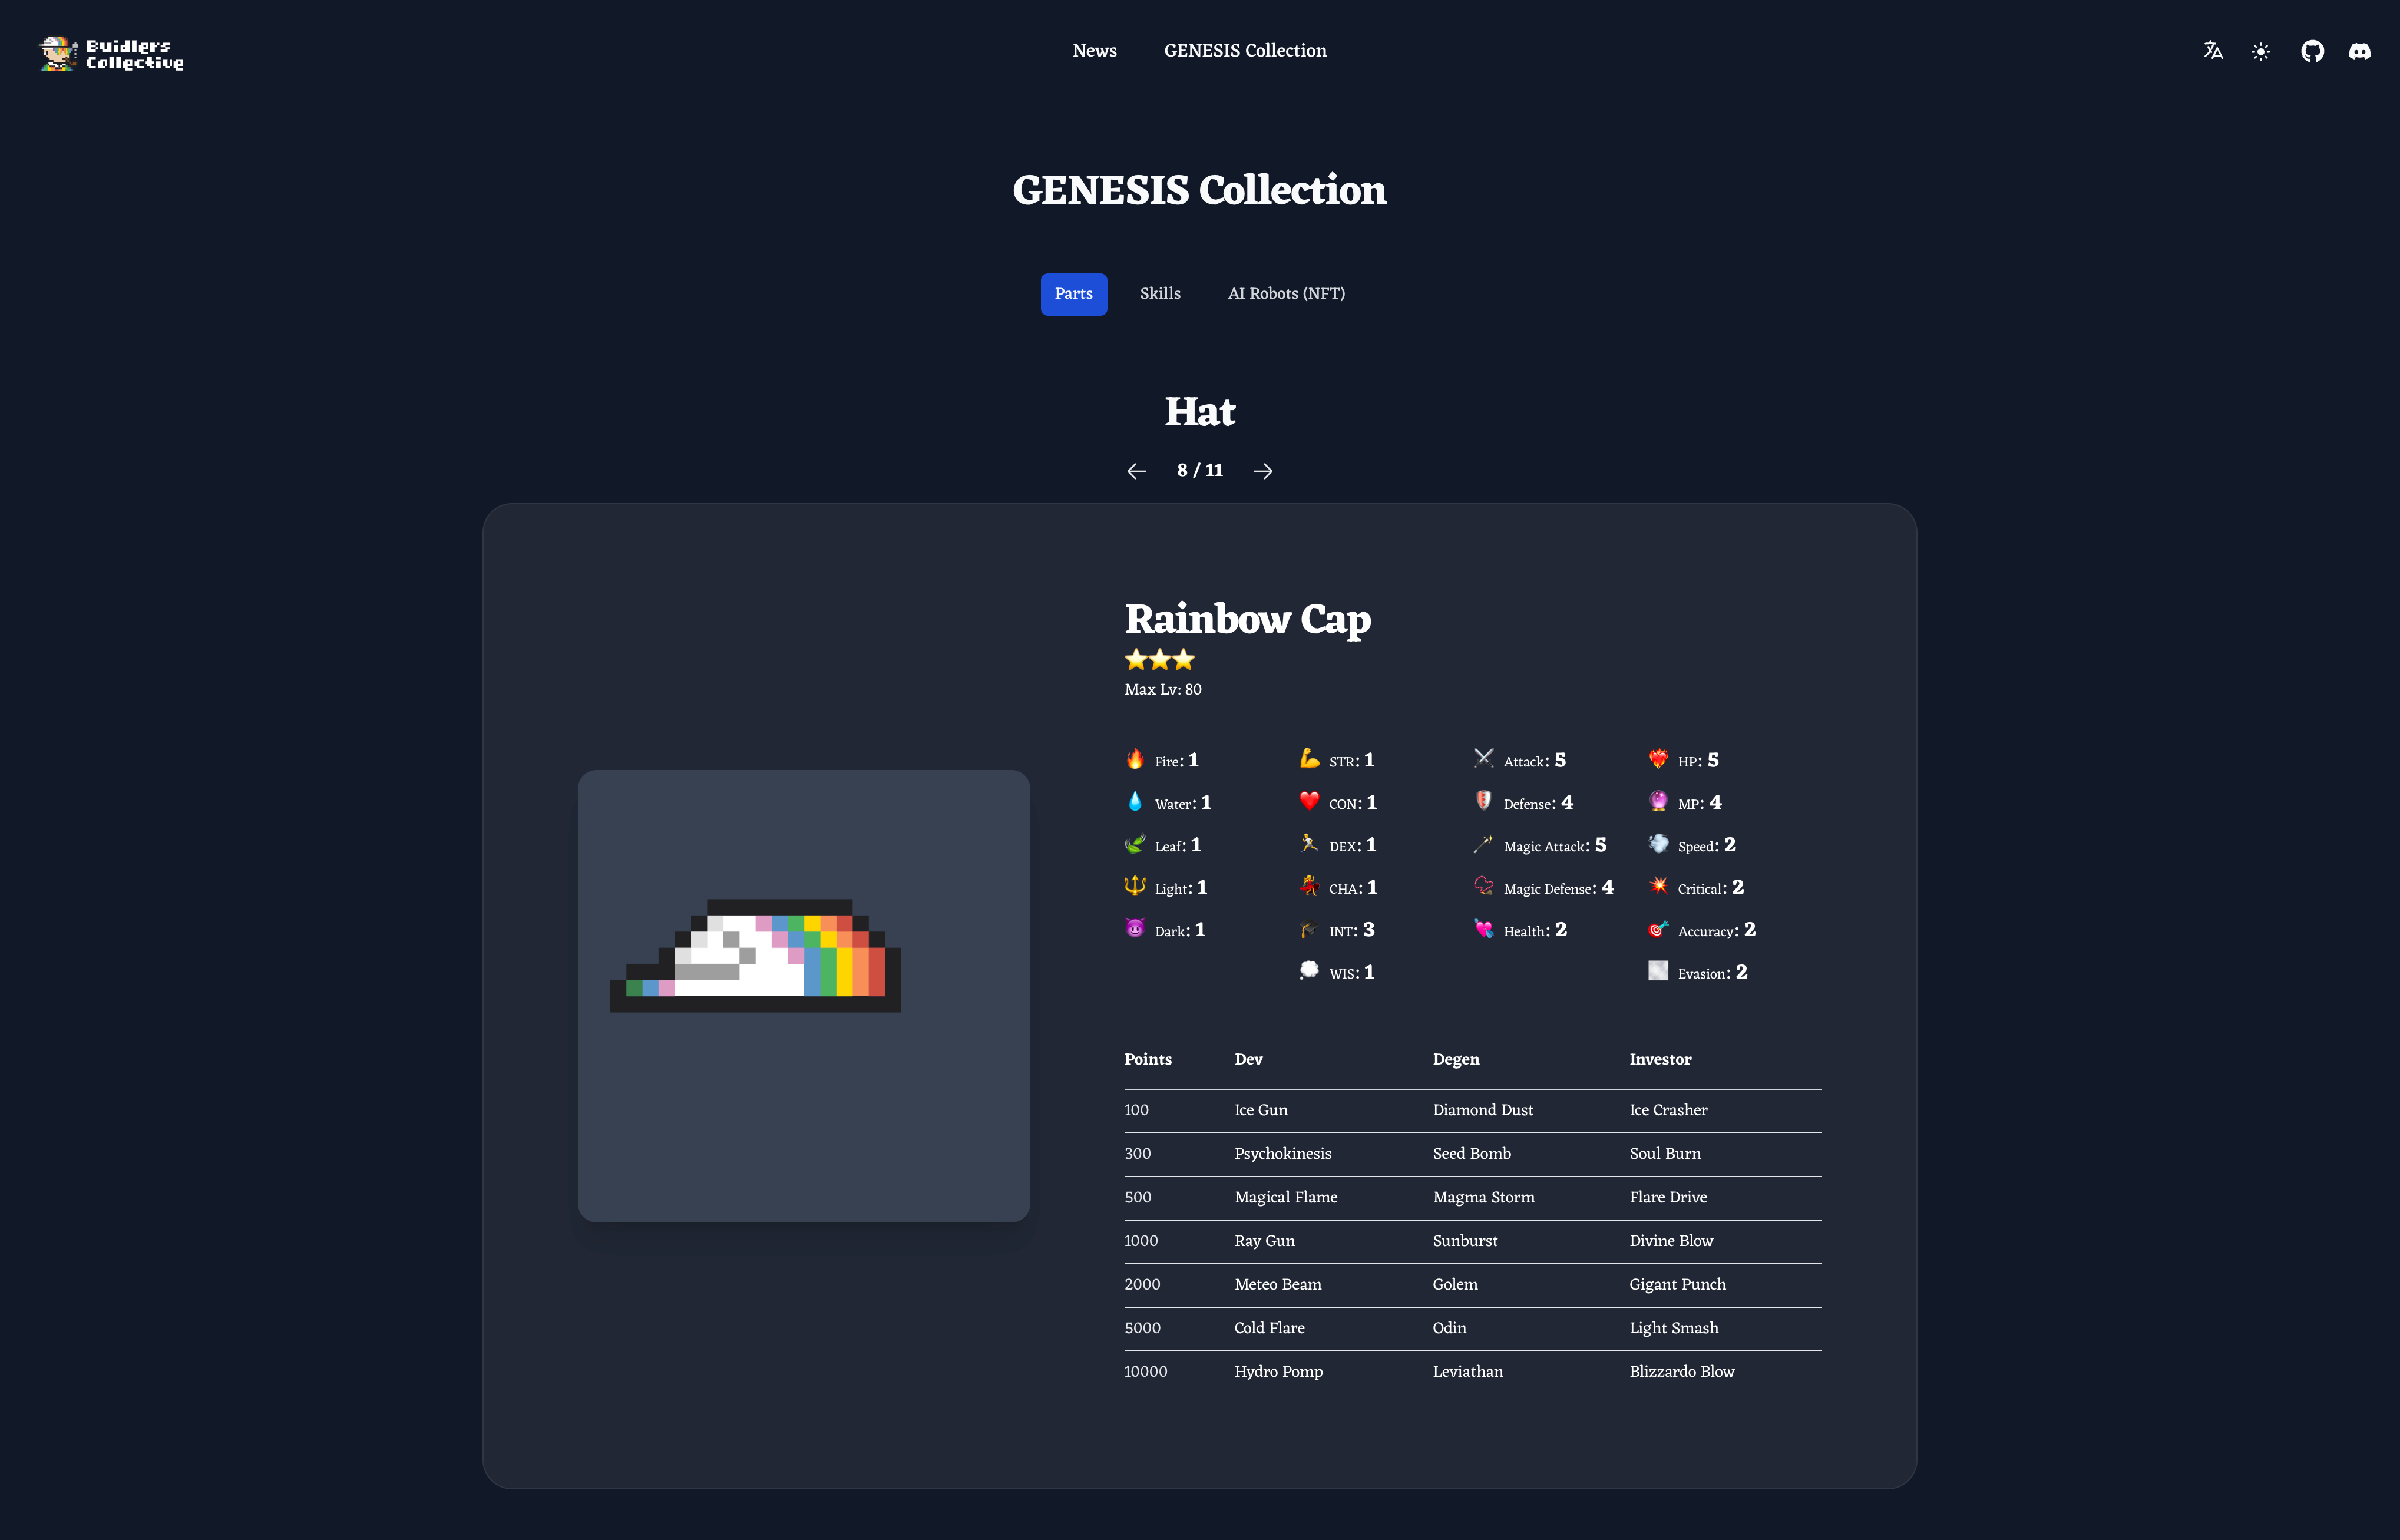 Buidlers
Collective
News GENESIS Collection
GENESIS Collection
Parts Skills AI Robots (NFT)
Hat
8 / 11
Rainbow Cap
Max Lv: 80
Fire: 1 STR: 1 Attack: 5 HP: 5
Water: 1 CON: 1 Defense: 4 MP: 4
Leaf: 1 DEX: 1 Magic Attack: 5 Speed: 2
Light: 1 CHA: 1 Magic Defense: 4 Critical: 2
Dark: 1 INT: 3 Health: 2 Accuracy: 2
WIS: 1 Evasion: 2
Points Dev Degen Investor
100 Ice Gun Diamond Dust Ice Crasher
300 Psychokinesis Seed Bomb Soul Burn
500 Magical Flame Magma Storm Flare Drive
1000 Ray Gun Sunburst Divine Blow
2000 Meteo Beam Golem Gigant Punch
5000 Cold Flare Odin Light Smash
10000 Hydro Pomp Leviathan Blizzardo Blow